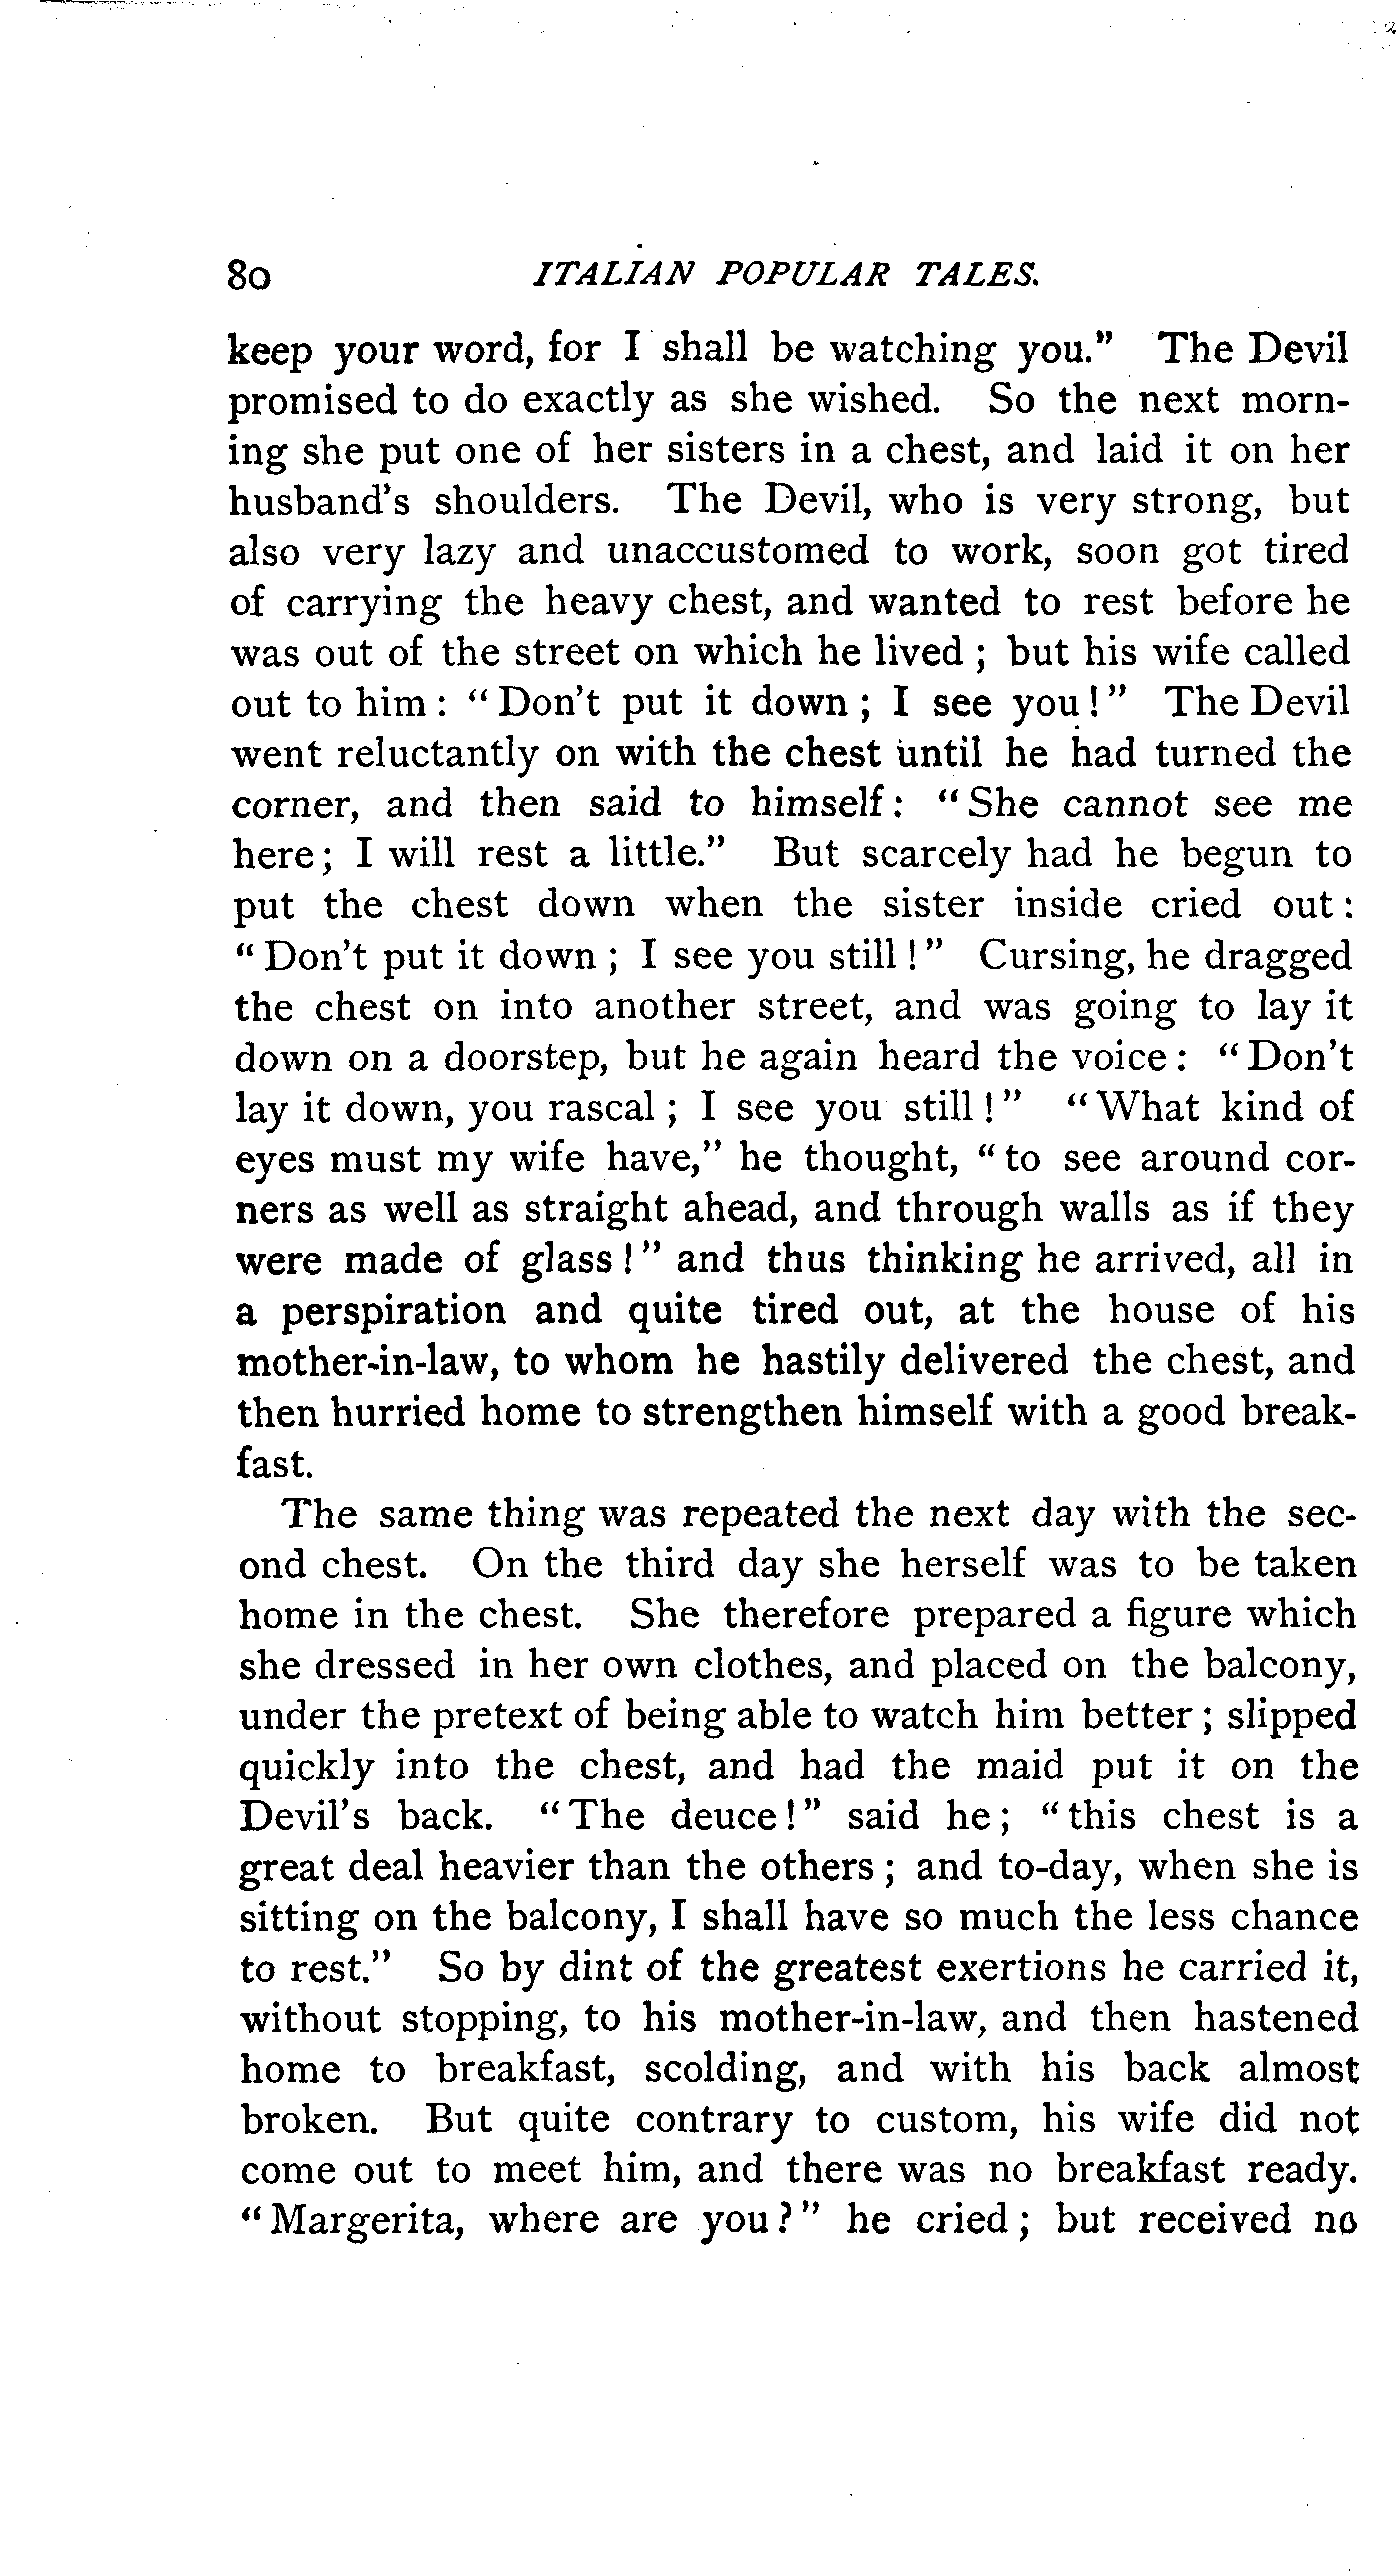 80 ITALIAN POPULAR TALES.
keep your word, for I shall be watching you." The Devil
promised to do exactly as she wished. So the next morn-
ing she put one of her sisters in a chest, and laid it on her
husband's shoulders. The Devil, who is very strong, but
also very lazy and unaccustomed to work, soon got tired
of carrying the heavy chest, and wanted to rest before he
was out of the street on which he lived ; but his wife called
out to him : "Don't put it down ; I see you !" The Devil
went reluctantly on with the chest until he had turned the
corner, and then said to himself : "She cannot see me
here ; I will rest a little." But scarcely had he begun to
put the chest down when the sister inside cried out :
"Don't put it down ; I see you still !" Cursing, he dragged
the chest on into another street, and was going to lay it
down on a doorstep, but he again heard the voice : "Don't
lay it down, you rascal ; I see you still !" "What kind of
eyes must my wife have," he thought, "to see around cor-
ners as well as straight ahead, and through walls as if they
were made of glass !" and thus thinking he arrived, all in
a perspiration and quite tired out, at the house of his
mother-in-law, to whom he hastily delivered the chest, and
then hurried home to strengthen himself with a good break-
fast.
The same thing was repeated the next day with the sec-
ond chest. On the third day she herself was to be taken
home in the chest. She therefore prepared a figure which
she dressed in her own clothes, and placed on the balcony,
under the pretext of being able to watch him better ; slipped
quickly into the chest, and had the maid put it on the
Devil's back. "The deuce !" said he ; "this chest is a
great deal heavier than the others ; and to-day, when she is
sitting on the balcony, I shall have so much the less chance
to rest." So by dint of the greatest exertions he carried it,
without stopping, to his mother-in-law, and then hastened
home to breakfast, scolding, and with his back almost
broken. But quite contrary to custom, his wife did not
come out to meet him, and there was no breakfast ready.
"Margerita, where are you ?" he cried ; but received no